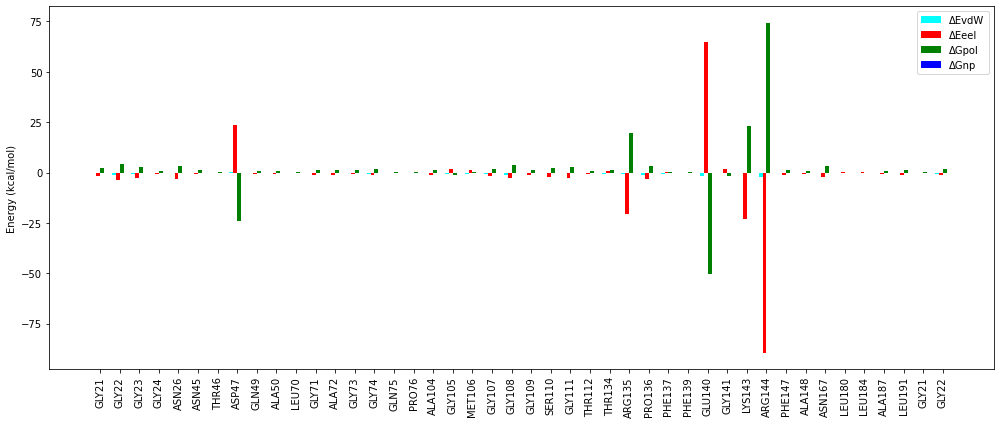 ΔEvdW
ΔEeel
ΔGpol
ΔGnp
Energy (Kcal/mol)
75
50
25
0
−25
−50
−75
GLY21
GLY22
GLY23
GLY24
ASN26
ASN45
THR46
ASP47
GLN49
ALA50
LEU70
GLY71
ALA72
GLY73
GLY74
GLN75
PRO76
ALA104
GLY105
MET106
GLY107
GLY108
GLY109
SER110
GLY111
THR112
THR134
ARG135
PRO136
PHE137
PHE139
GLU140
GLY141
LYS143
ARG144
PHE147
ALA148
ASN167
LEU180
LEU184
ALA187
LEU191
GLY21
GLY22